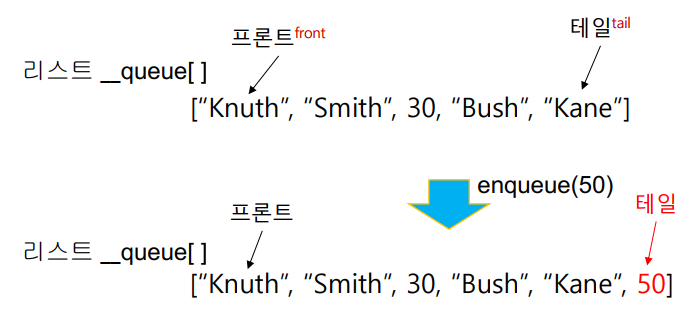 프론트front
테일tail
리스트 __queue[ ]
["Knuth", "Smith", 30, "Bush", "Kane"]
enqueue(50)
프론트
테일
리스트 __queue[ ]
["Knuth", "Smith", 30, "Bush", "Kane", 50]